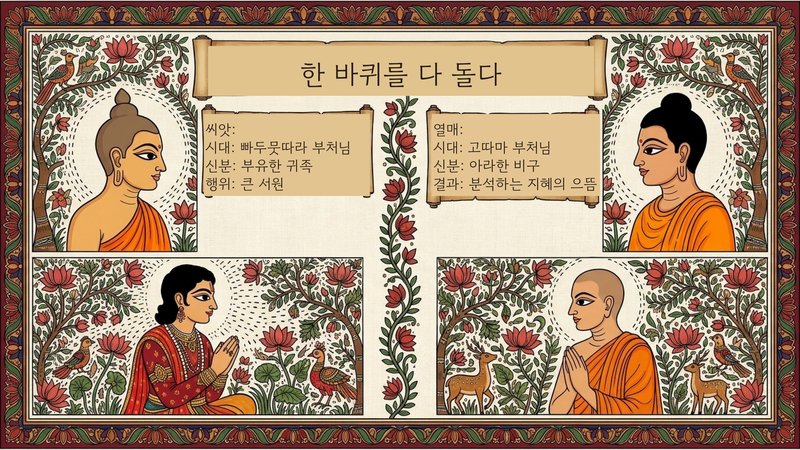 한 바퀴를 다 돌다
씨앗:
시대: 빠두뭇따라 부처님
신분: 부유한 귀족
행위: 큰 서원
열매:
시대: 고따마 부처님
신분: 아라한 비구
결과: 분석하는 지혜의 으뜸